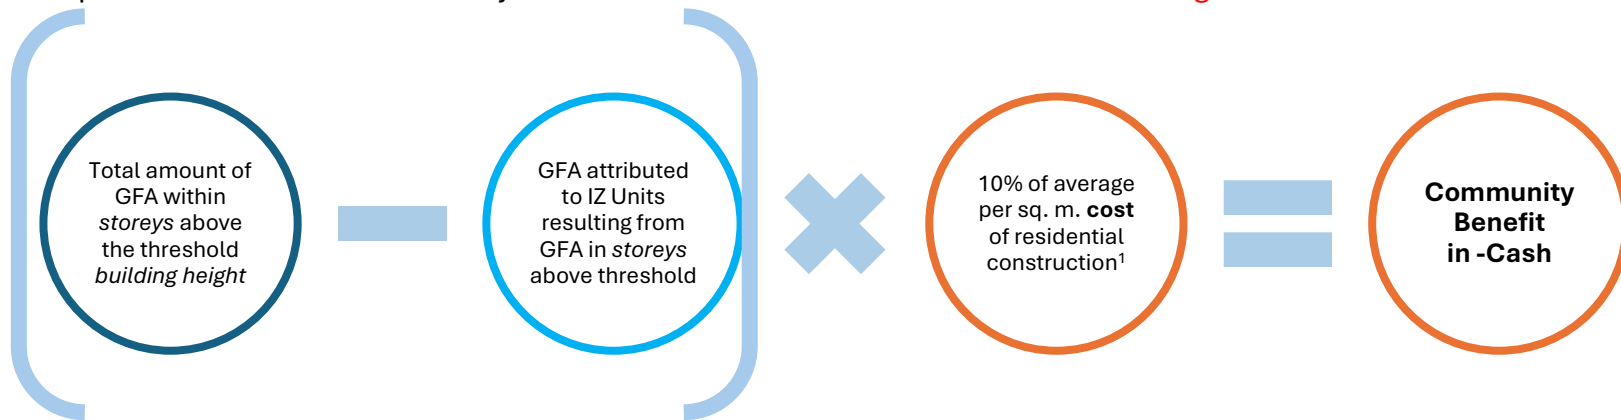 Total amount of
GFA within
storeys above
the threshold
building height
GFA attributed
to IZ Units
resulting from
GFA in storeys
above threshold
10% of average
per sq. m. cost
of residential
construction¹
Community
Benefit
in -Cash